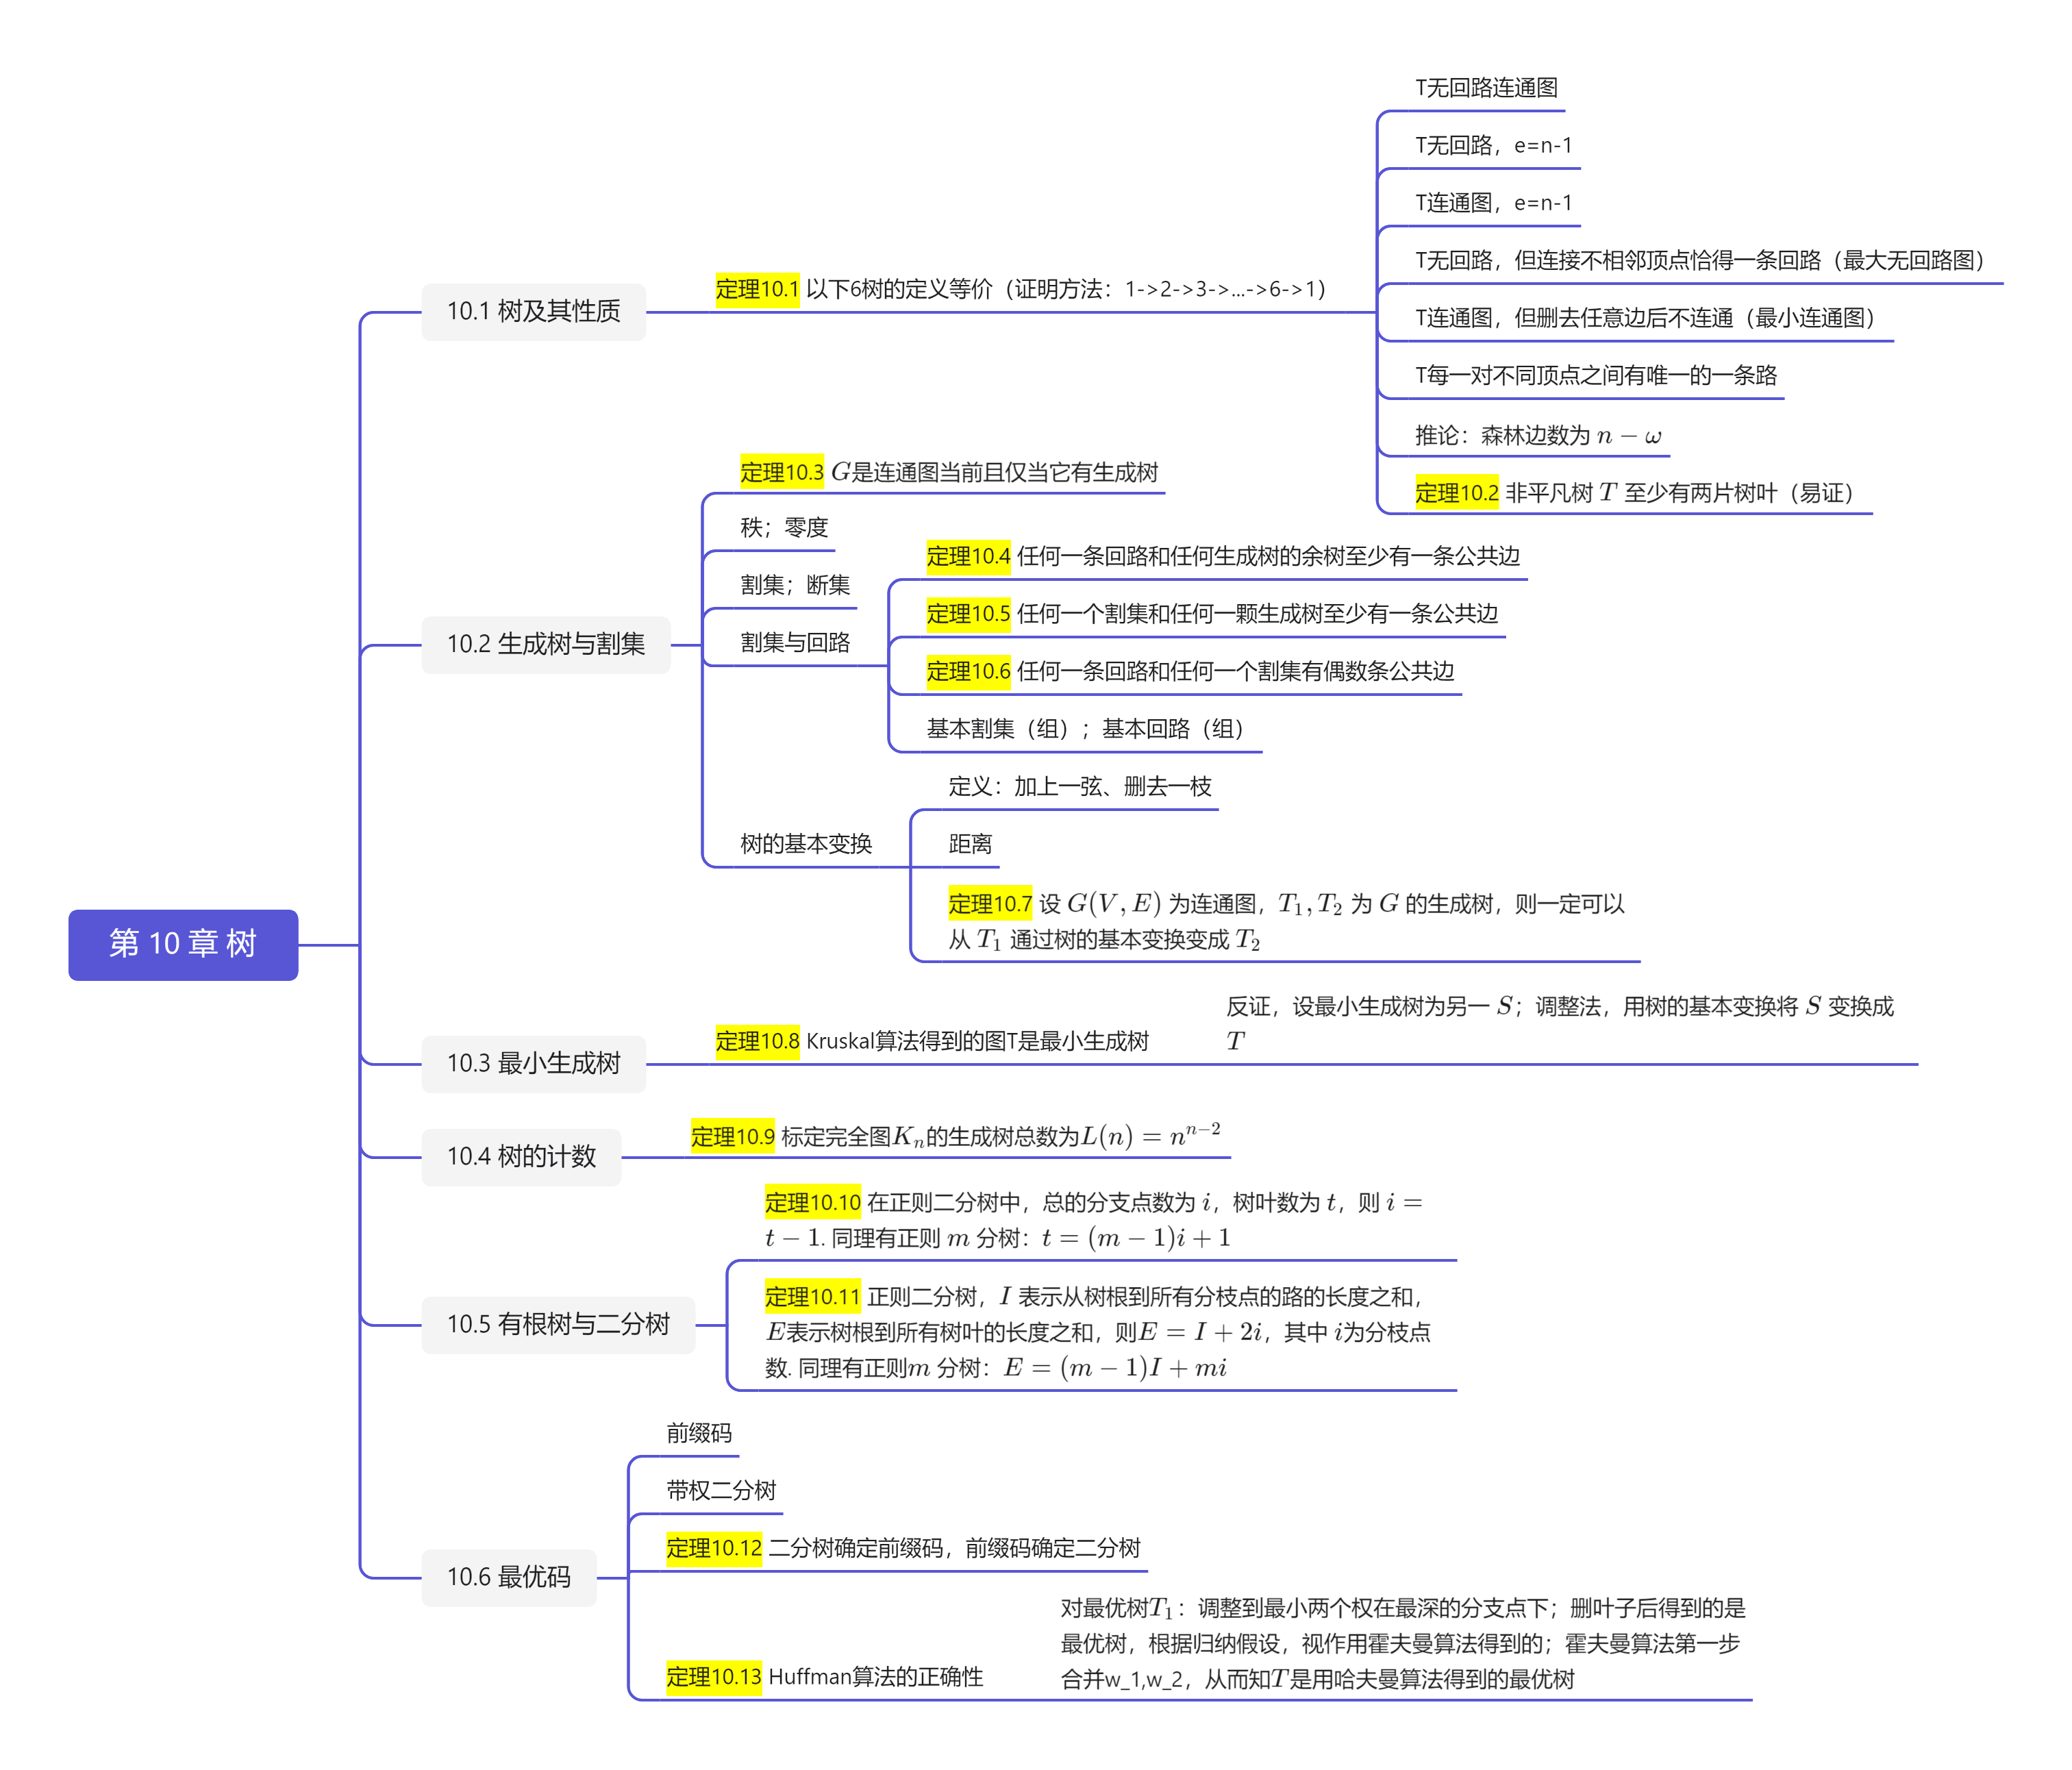 第 10 章 树
10.1 树及其性质
定理10.1 以下6树的定义等价（证明方法：1->2->3->...->6->1）
T无回路连通图
T无回路，e=n-1
T连通图，e=n-1
T无回路，但连接不相邻顶点恰得一条回路（最大无回路图）
T连通图，但删去任意边后不连通（最小连通图）
T每一对不同顶点之间有唯一的一条路
推论：森林边数为 n − ω
定理10.2 非平凡树 T 至少有两片树叶（易证）
10.2 生成树与割集
定理10.3 G是连通图当前且仅当它有生成树
秩；零度
割集；断集
割集与回路
定理10.4 任何一条回路和任何生成树的余树至少有一条公共边
定理10.5 任何一个割集和任何一颗生成树至少有一条公共边
定理10.6 任何一条回路和任何一个割集有偶数条公共边
基本割集（组）；基本回路（组）
树的基本变换
定义：加上一弦、删去一枝
距离
定理10.7 设 G(V, E) 为连通图，T₁, T₂ 为 G 的生成树，则一定可以
从 T₁ 通过树的基本变换变成 T₂
10.3 最小生成树
定理10.8 Kruskal算法得到的图T是最小生成树
反证，设最小生成树为另一 S；调整法，用树的基本变换将 S 变换成
T
10.4 树的计数
定理10.9 标定完全图Kₙ的生成树总数为L(n) = nⁿ⁻²
10.5 有根树与二分树
定理10.10 在正则二分树中，总的分支点数为 i，树叶数为 t，则 i =
t − 1. 同理有正则 m 分树：t = (m − 1)i + 1
定理10.11 正则二分树，I 表示从树根到所有分枝点的路的长度之和，
E表示树根到所有树叶的长度之和，则E = I + 2i，其中 i为分枝点
数. 同理有正则m 分树：E = (m − 1)I + mi
10.6 最优码
前缀码
带权二分树
定理10.12 二分树确定前缀码，前缀码确定二分树
定理10.13 Huffman算法的正确性
对最优树T₁：调整到最小两个权在最深的分支点下；删叶子后得到的是
最优树，根据归纳假设，视作用霍夫曼算法得到的；霍夫曼算法第一步
合并w_1,w_2，从而知T是用哈夫曼算法得到的最优树